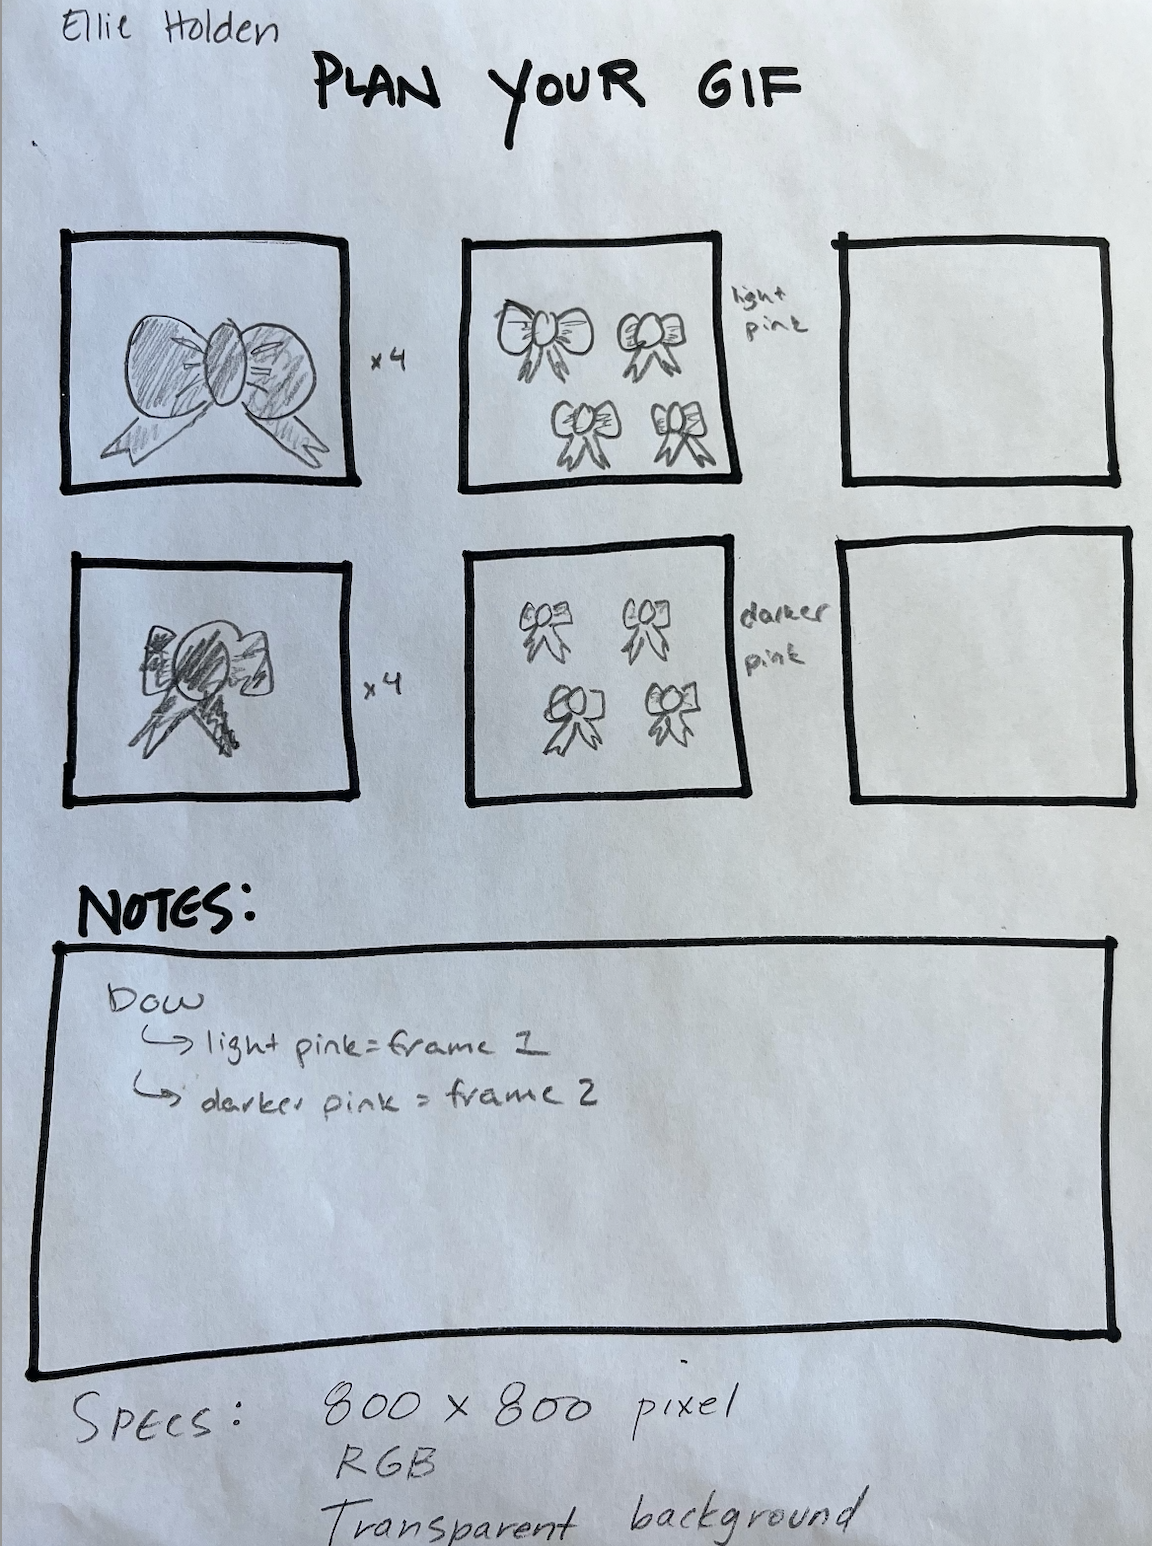 Ellie Holden
PLAN YOUR GIF
x4
light
pink
x4
darker
pink
NOTES:
Bow
light pink = frame 1
darker pink = frame 2
SPECS: 800 x 800 pixel
RGB
Transparent background